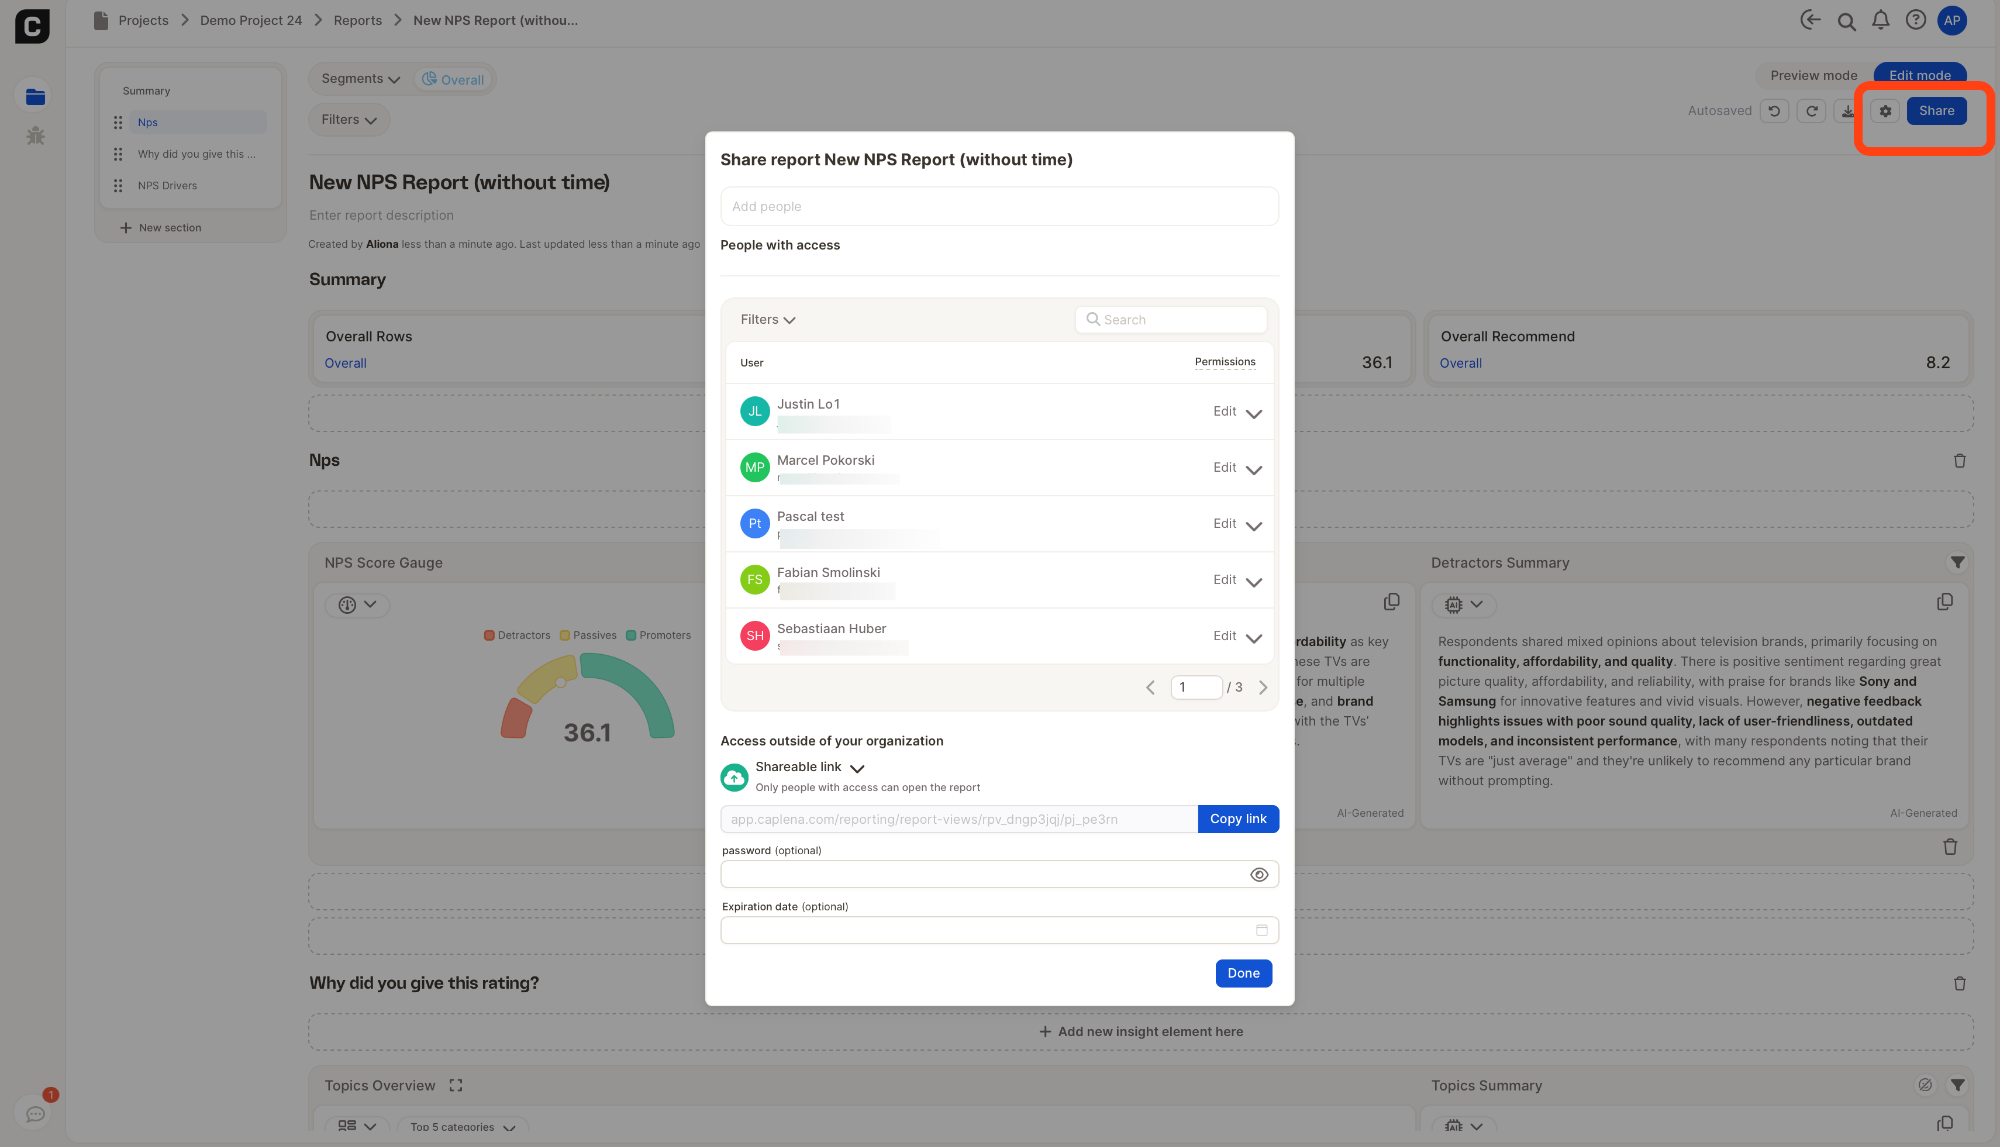 C
Projects > Demo Project 24 > Reports > New NPS Report (withou...
AP
Summary
Nps
Why did you give this ...
NPS Drivers
New section
Segments
Overall
Filters
Preview mode
Edit mode
Autosaved
Share
New NPS Report (without time)
Enter report description
Created by Aliona less than a minute ago. Last updated less than a minute ago
Summary
Overall Rows
Overall
36.1
Overall Recommend
Overall
8.2
Nps
NPS Score Gauge
Detractors
Passives
Promoters
36.1
Share report New NPS Report (without time)
Add people
People with access
Filters
Search
User
Permissions
JL
Justin Lo1
Edit
MP
Marcel Pokorski
Edit
Pt
Pascal test
Edit
FS
Fabian Smolinski
Edit
SH
Sebastiaan Huber
Edit
1 / 3
Access outside of your organization
Shareable link
Only people with access can open the report
app.caplena.com/reporting/report-views/rpv_dngp3jqj/pj_pe3rn
Copy link
password (optional)
Expiration date (optional)
Done
as key
TVs are
for multiple
, and brand
with the TVs'
AI-Generated
Detractors Summary
AI
Respondents shared mixed opinions about television brands, primarily focusing on
functionality, affordability, and quality. There is positive sentiment regarding great
picture quality, affordability, and reliability, with praise for brands like Sony and
Samsung for innovative features and vivid visuals. However, negative feedback
highlights issues with poor sound quality, lack of user-friendliness, outdated
models, and inconsistent performance, with many respondents noting that their
TVs are "just average" and they're unlikely to recommend any particular brand
without prompting.
AI-Generated
Why did you give this rating?
Add new insight element here
Topics Overview
Top 5 categories
Topics Summary
AI
1